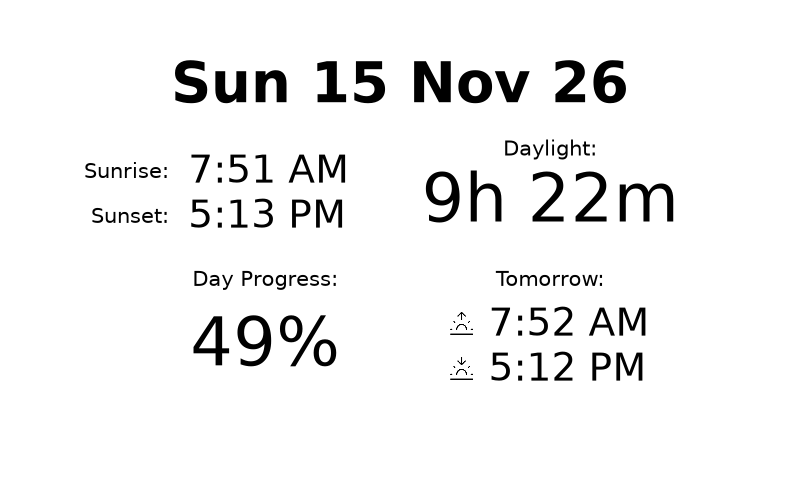 Sun 15 Nov 26
Sunrise: 7:51 AM
Sunset: 5:13 PM
Daylight:
9h 22m
Day Progress:
49%
Tomorrow:
7:52 AM
5:12 PM